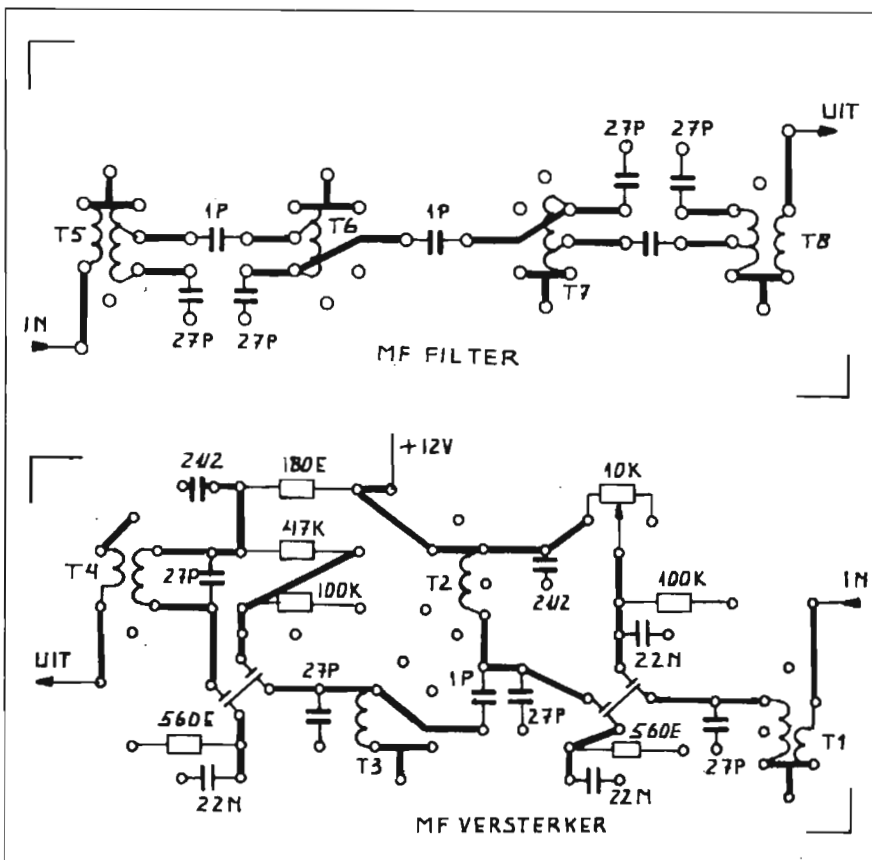 27P 27P UIT
1P T6 1P
T5 T8
T7
IN 27P 27P
MF FILTER
+12V
2N2 180E 10K
47K
T4 27P T2 100K IN
100K 2N2
UIT 27P 1P 22N
560E 27P 560E
T3 27P T1
22N 22N
MF VERSTERKER